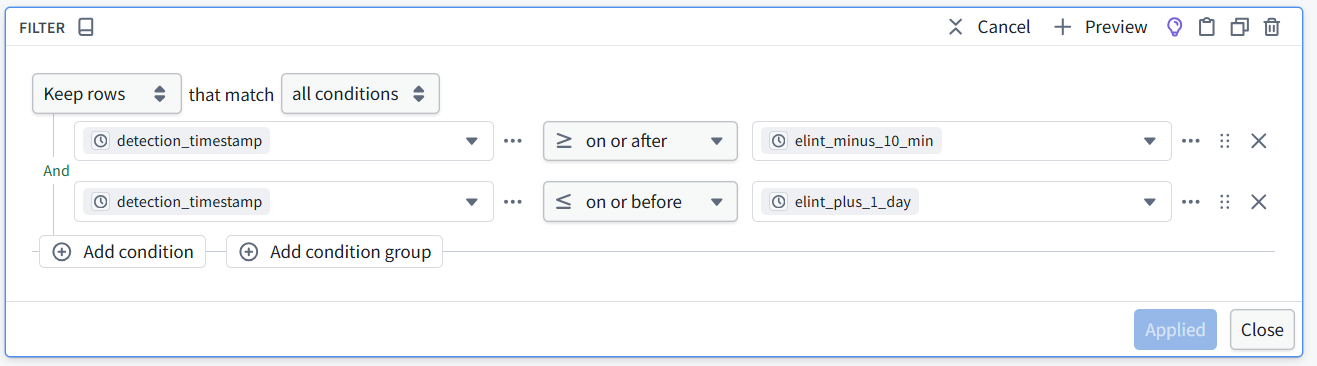 FILTER Cancel Preview
Keep rows that match all conditions
detection_timestamp ≥ on or after elint_minus_10_min
And
detection_timestamp ≤ on or before elint_plus_1_day
Add condition Add condition group
Applied Close